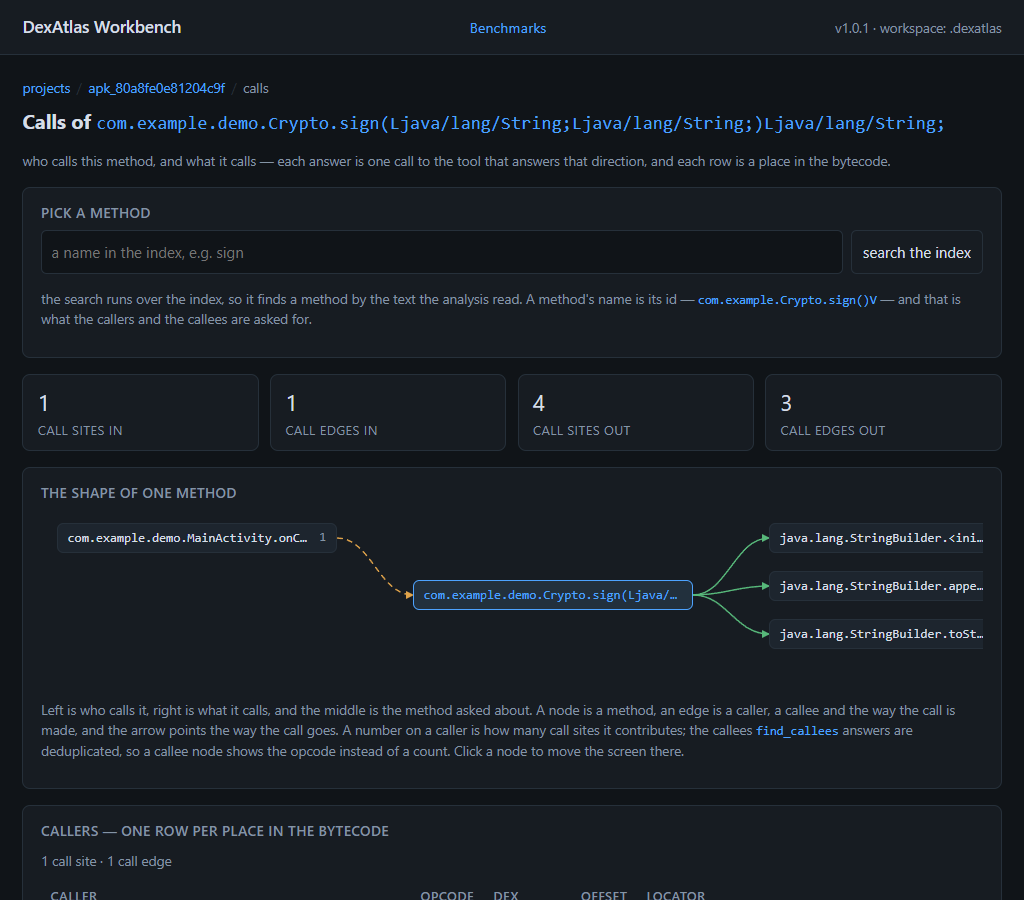 DexAtlas Workbench
Benchmarks
v1.0.1 · workspace: .dexatlas
projects / apk_80a8fe0e81204c9f / calls
Calls of com.example.demo.Crypto.sign(Ljava/lang/String;Ljava/lang/String;)Ljava/lang/String;
who calls this method, and what it calls — each answer is one call to the tool that answers that direction, and each row is a place in the bytecode.
PICK A METHOD
a name in the index, e.g. sign
search the index
the search runs over the index, so it finds a method by the text the analysis read. A method's name is its id — com.example.Crypto.sign()V — and that is
what the callers and the callees are asked for.
1
CALL SITES IN
1
CALL EDGES IN
4
CALL SITES OUT
3
CALL EDGES OUT
THE SHAPE OF ONE METHOD
com.example.demo.MainActivity.onC… 1
com.example.demo.Crypto.sign(Ljava/…
java.lang.StringBuilder.<ini…
java.lang.StringBuilder.appe…
java.lang.StringBuilder.toSt…
Left is who calls it, right is what it calls, and the middle is the method asked about. A node is a method, an edge is a caller, a callee and the way the call is
made, and the arrow points the way the call goes. A number on a caller is how many call sites it contributes; the callees find_callees answers are
deduplicated, so a callee node shows the opcode instead of a count. Click a node to move the screen there.
CALLERS — ONE ROW PER PLACE IN THE BYTECODE
1 call site · 1 call edge
CALLER OPCODE DEX OFFSET LOCATOR